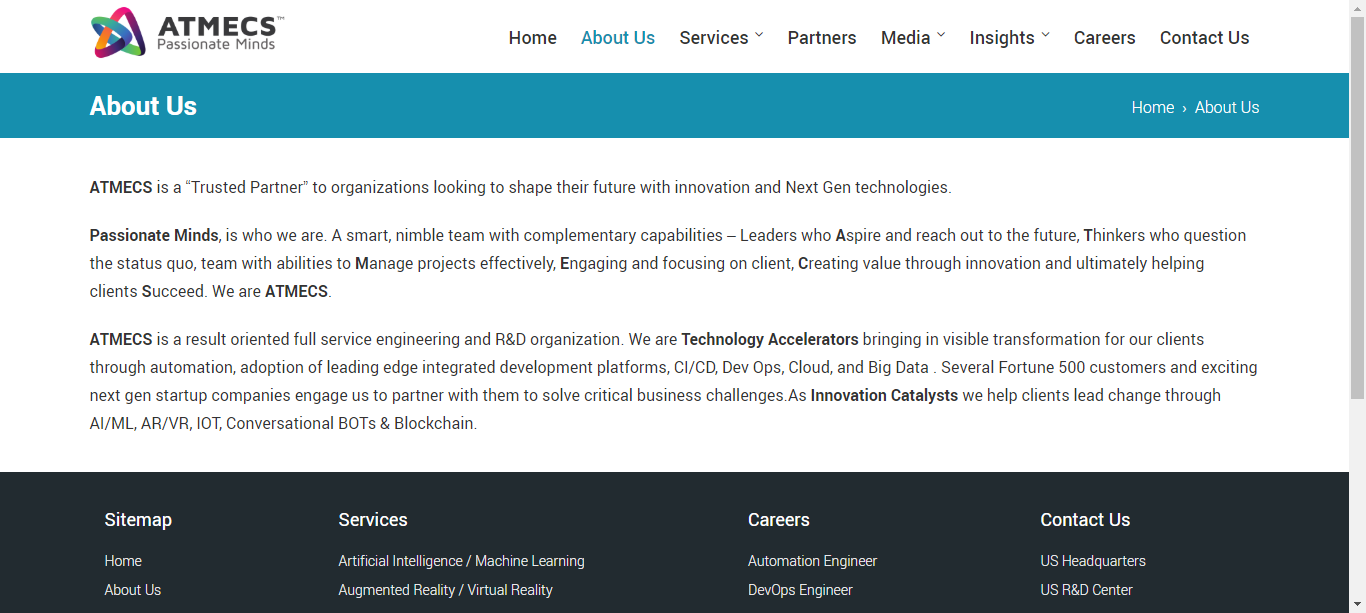 ATMECS™
Passionate Minds
Home About Us Services Partners Media Insights Careers Contact Us
About Us
Home › About Us
ATMECS is a “Trusted Partner” to organizations looking to shape their future with innovation and Next Gen technologies.
Passionate Minds, is who we are. A smart, nimble team with complementary capabilities – Leaders who Aspire and reach out to the future, Thinkers who question
the status quo, team with abilities to Manage projects effectively, Engaging and focusing on client, Creating value through innovation and ultimately helping
clients Succeed. We are ATMECS.
ATMECS is a result oriented full service engineering and R&D organization. We are Technology Accelerators bringing in visible transformation for our clients
through automation, adoption of leading edge integrated development platforms, CI/CD, Dev Ops, Cloud, and Big Data . Several Fortune 500 customers and exciting
next gen startup companies engage us to partner with them to solve critical business challenges.As Innovation Catalysts we help clients lead change through
AI/ML, AR/VR, IOT, Conversational BOTs & Blockchain.
Sitemap
Home
About Us
Services
Artificial Intelligence / Machine Learning
Augmented Reality / Virtual Reality
Careers
Automation Engineer
DevOps Engineer
Contact Us
US Headquarters
US R&D Center